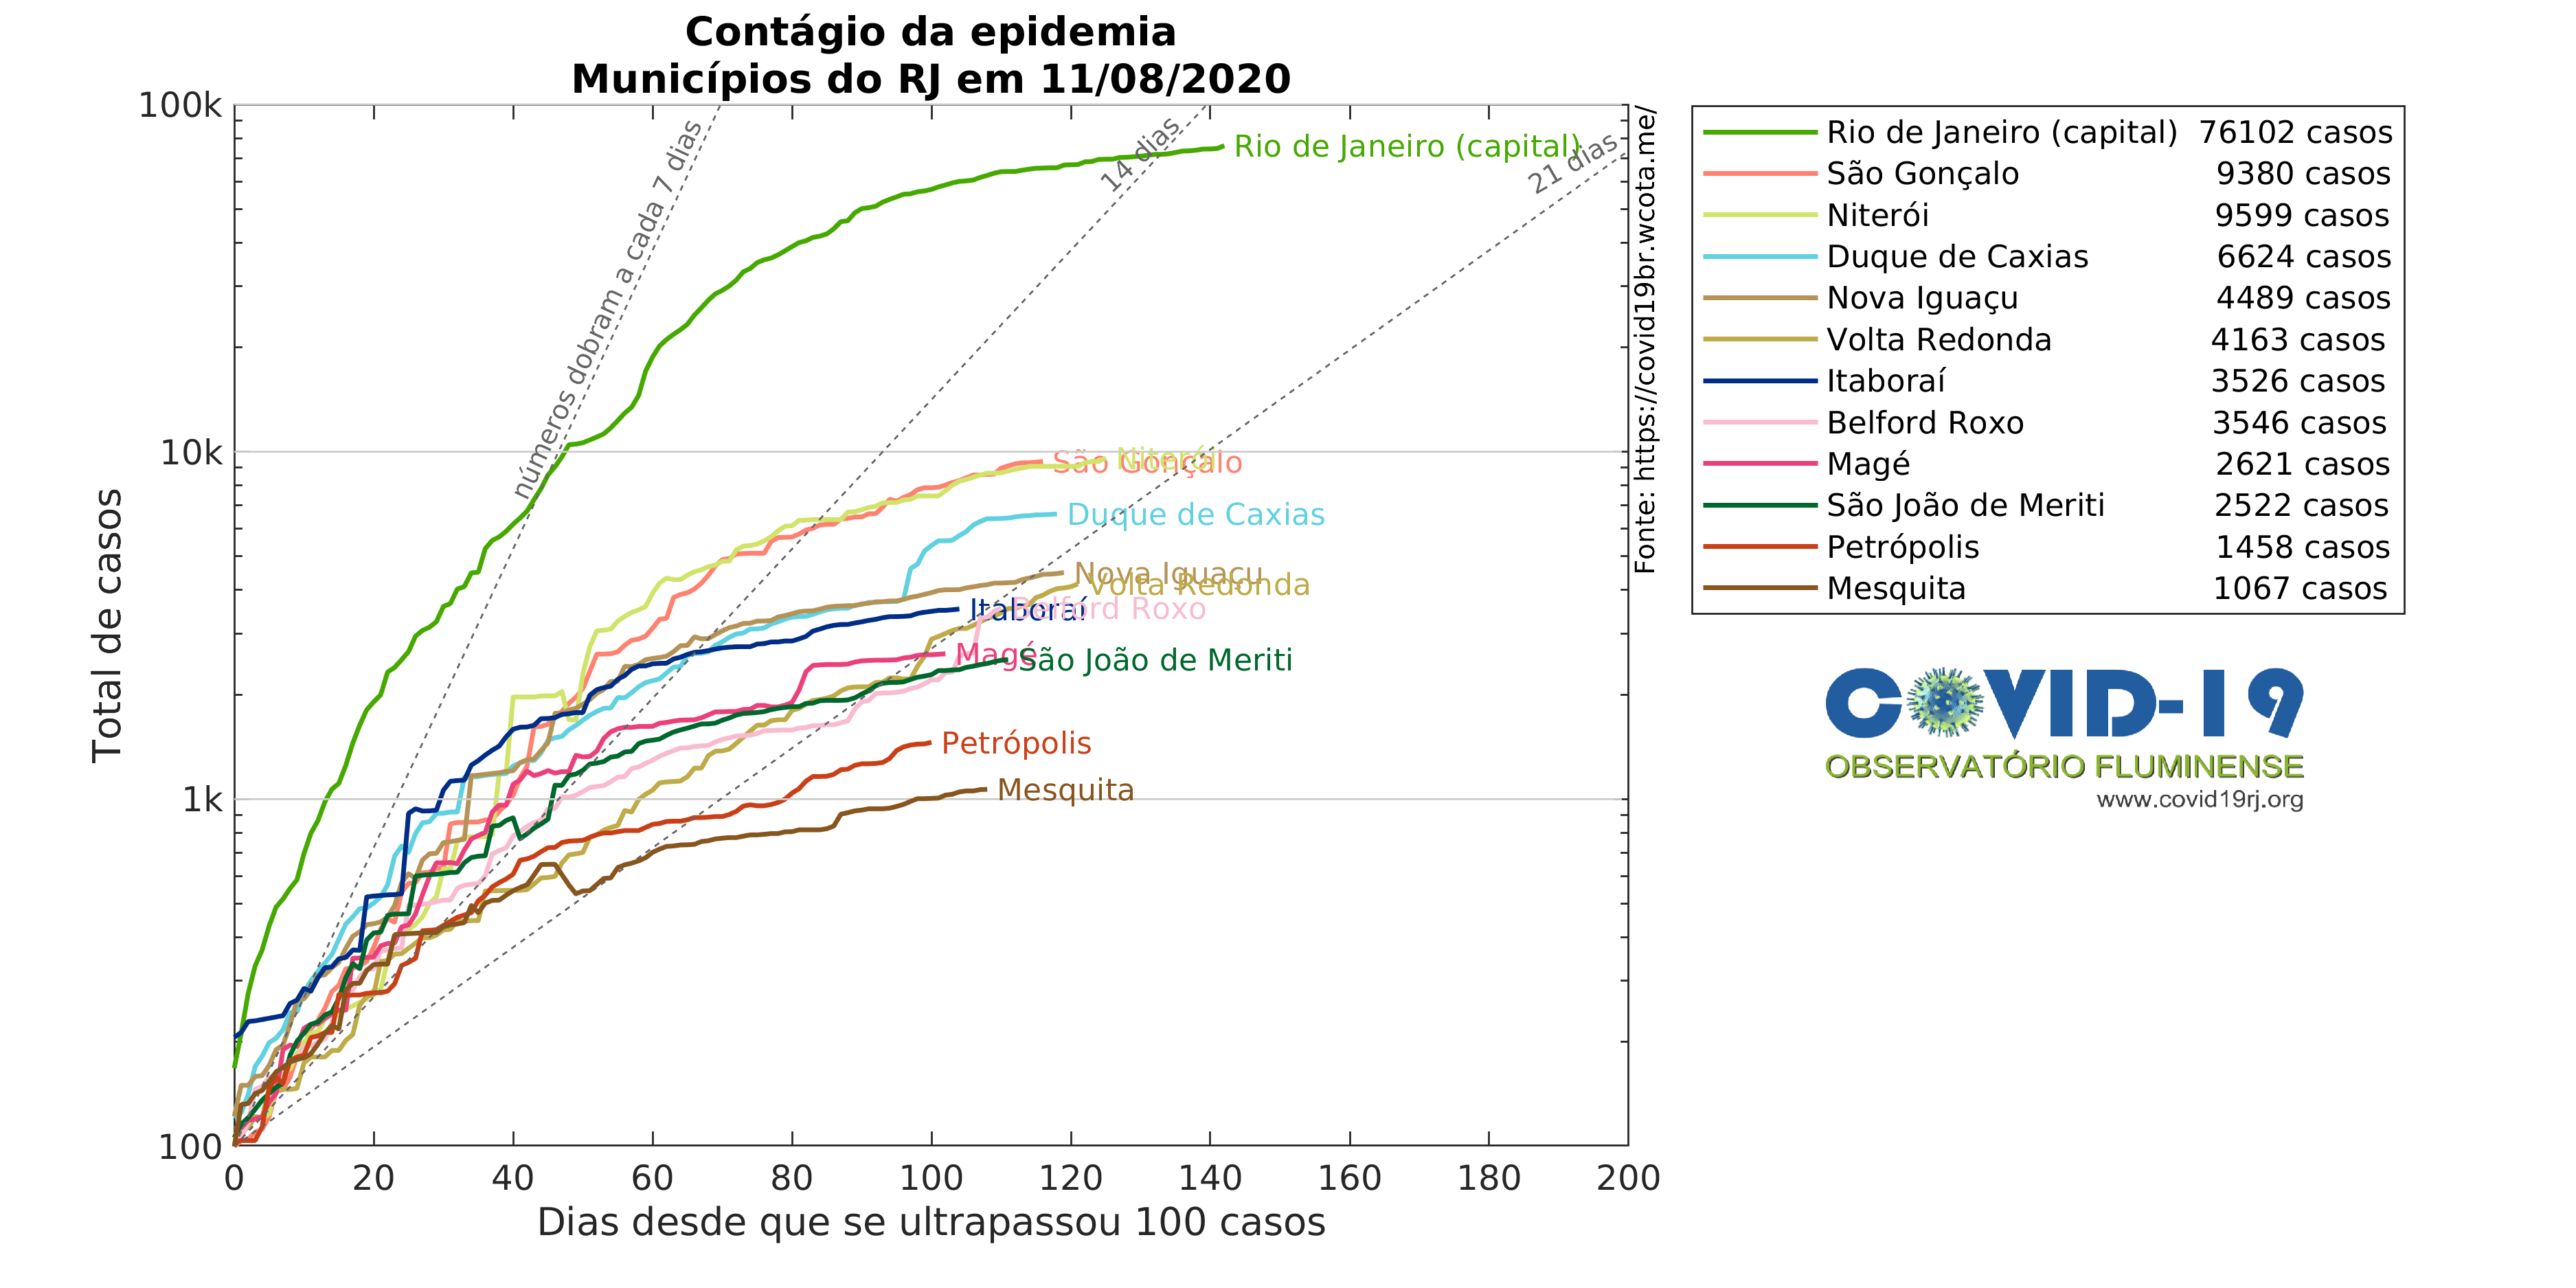 Contágio da epidemia
Municípios do RJ em 11/08/2020
100k
10k
1k
100
Total de casos
0 20 40 60 80 100 120 140 160 180 200
Dias desde que se ultrapassou 100 casos
números dobram a cada 7 dias
14 dias
21 dias
Rio de Janeiro (capital)
São Gonçalo
Niterói
Duque de Caxias
Nova Iguaçu
Volta Redonda
Itaboraí
Belford Roxo
Magé
São João de Meriti
Petrópolis
Mesquita
Fonte: https://covid19br.wcota.me/
Rio de Janeiro (capital) 76102 casos
São Gonçalo 9380 casos
Niterói 9599 casos
Duque de Caxias 6624 casos
Nova Iguaçu 4489 casos
Volta Redonda 4163 casos
Itaboraí 3526 casos
Belford Roxo 3546 casos
Magé 2621 casos
São João de Meriti 2522 casos
Petrópolis 1458 casos
Mesquita 1067 casos
COVID-19
OBSERVATÓRIO FLUMINENSE
www.covid19rj.org